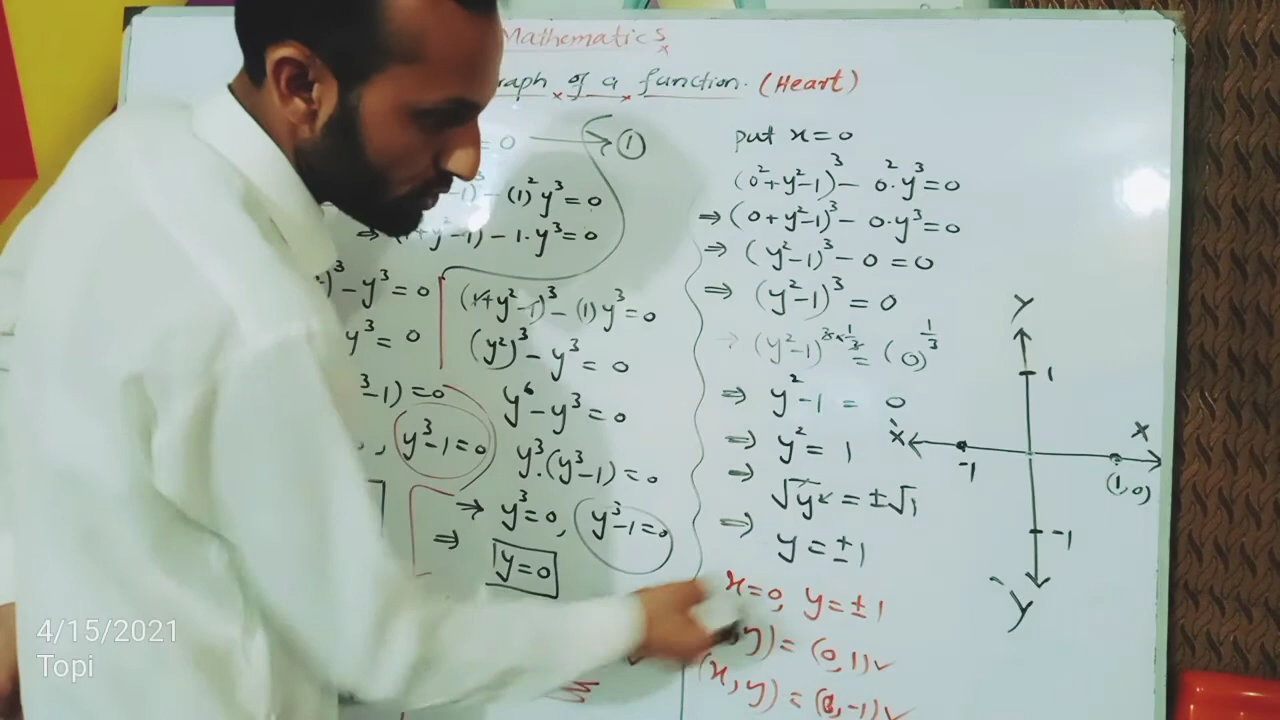 Mathematics
raph of a function. (Heart)
= 0 → ①
-1)³ - (1)² y³ = 0
⇒ (1+y²-1) - 1·y³ = 0
)³ - y³ = 0
y³ = 0
³-1) = 0
, y³-1=0
(1+y²-1)³ - (1)y³ = 0
(y²)³ - y³ = 0
y⁶ - y³ = 0
y³·(y³-1) = 0
⇒ y³=0, y³-1=0
⇒ y=0
put x=0
(0²+y²-1)³ - 0²·y³=0
⇒ (0+y²-1)³ - 0·y³=0
⇒ (y²-1)³ - 0 = 0
⇒ (y²-1)³ = 0
⇒ (y²-1)^(3×1/3) = (0)^(1/3)
⇒ y²-1 = 0
⇒ y² = 1
⇒ √y² = ±√1
⇒ y = ±1
x=0, y=±1
,y) = (0,1)✓
(x,y) = (0,-1)✓
Y
1
X́ X
-1 (1,0)
-1
Ý
4/15/2021
Topi